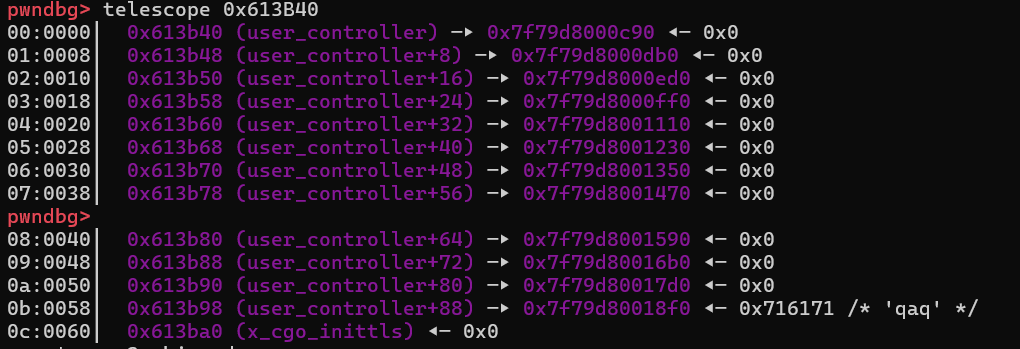 pwndbg> telescope 0x613B40
00:0000│  0x613b40 (user_controller) —▸ 0x7f79d8000c90 ◂— 0x0
01:0008│  0x613b48 (user_controller+8) —▸ 0x7f79d8000db0 ◂— 0x0
02:0010│  0x613b50 (user_controller+16) —▸ 0x7f79d8000ed0 ◂— 0x0
03:0018│  0x613b58 (user_controller+24) —▸ 0x7f79d8000ff0 ◂— 0x0
04:0020│  0x613b60 (user_controller+32) —▸ 0x7f79d8001110 ◂— 0x0
05:0028│  0x613b68 (user_controller+40) —▸ 0x7f79d8001230 ◂— 0x0
06:0030│  0x613b70 (user_controller+48) —▸ 0x7f79d8001350 ◂— 0x0
07:0038│  0x613b78 (user_controller+56) —▸ 0x7f79d8001470 ◂— 0x0
pwndbg>
08:0040│  0x613b80 (user_controller+64) —▸ 0x7f79d8001590 ◂— 0x0
09:0048│  0x613b88 (user_controller+72) —▸ 0x7f79d80016b0 ◂— 0x0
0a:0050│  0x613b90 (user_controller+80) —▸ 0x7f79d80017d0 ◂— 0x0
0b:0058│  0x613b98 (user_controller+88) —▸ 0x7f79d80018f0 ◂— 0x716171 /* 'qaq' */
0c:0060│  0x613ba0 (x_cgo_inittls) ◂— 0x0